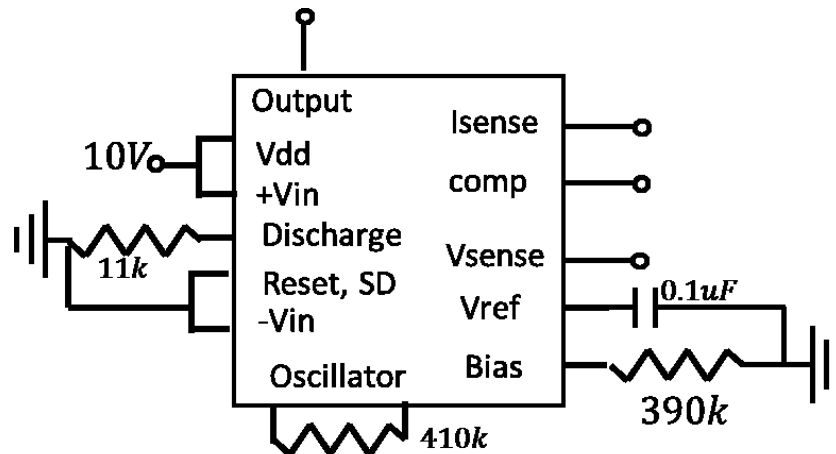 Output
Isense
10V
Vdd
comp
+Vin
Discharge
Vsense
11k
Reset, SD
Vref
0.1uF
-Vin
Bias
Oscillator
390k
410k